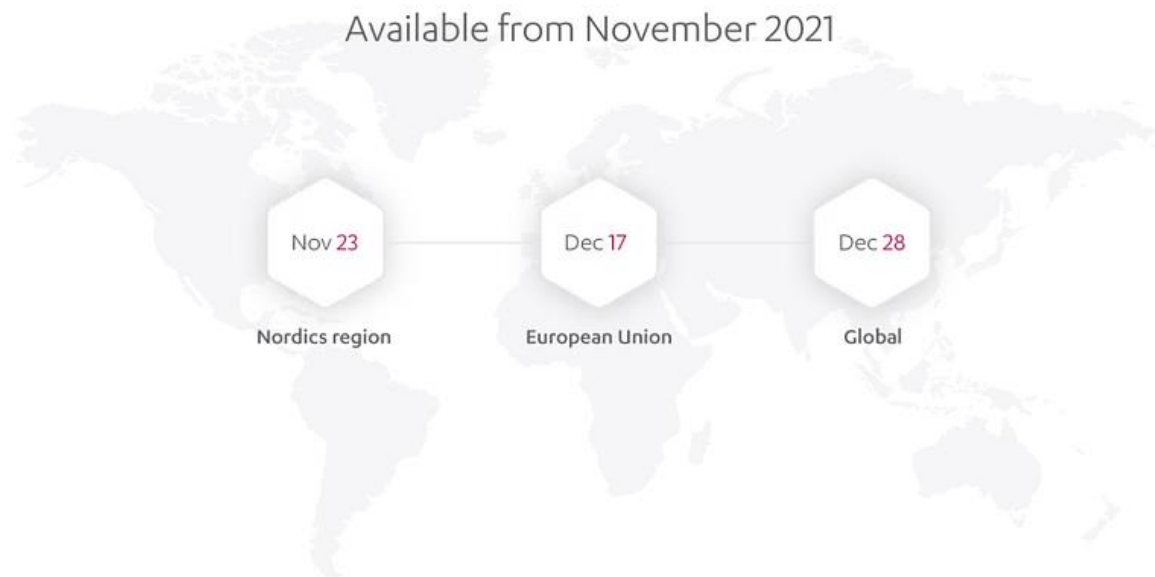 Available from November 2021
Nov 23
Dec 17
Dec 28
Nordics region
European Union
Global